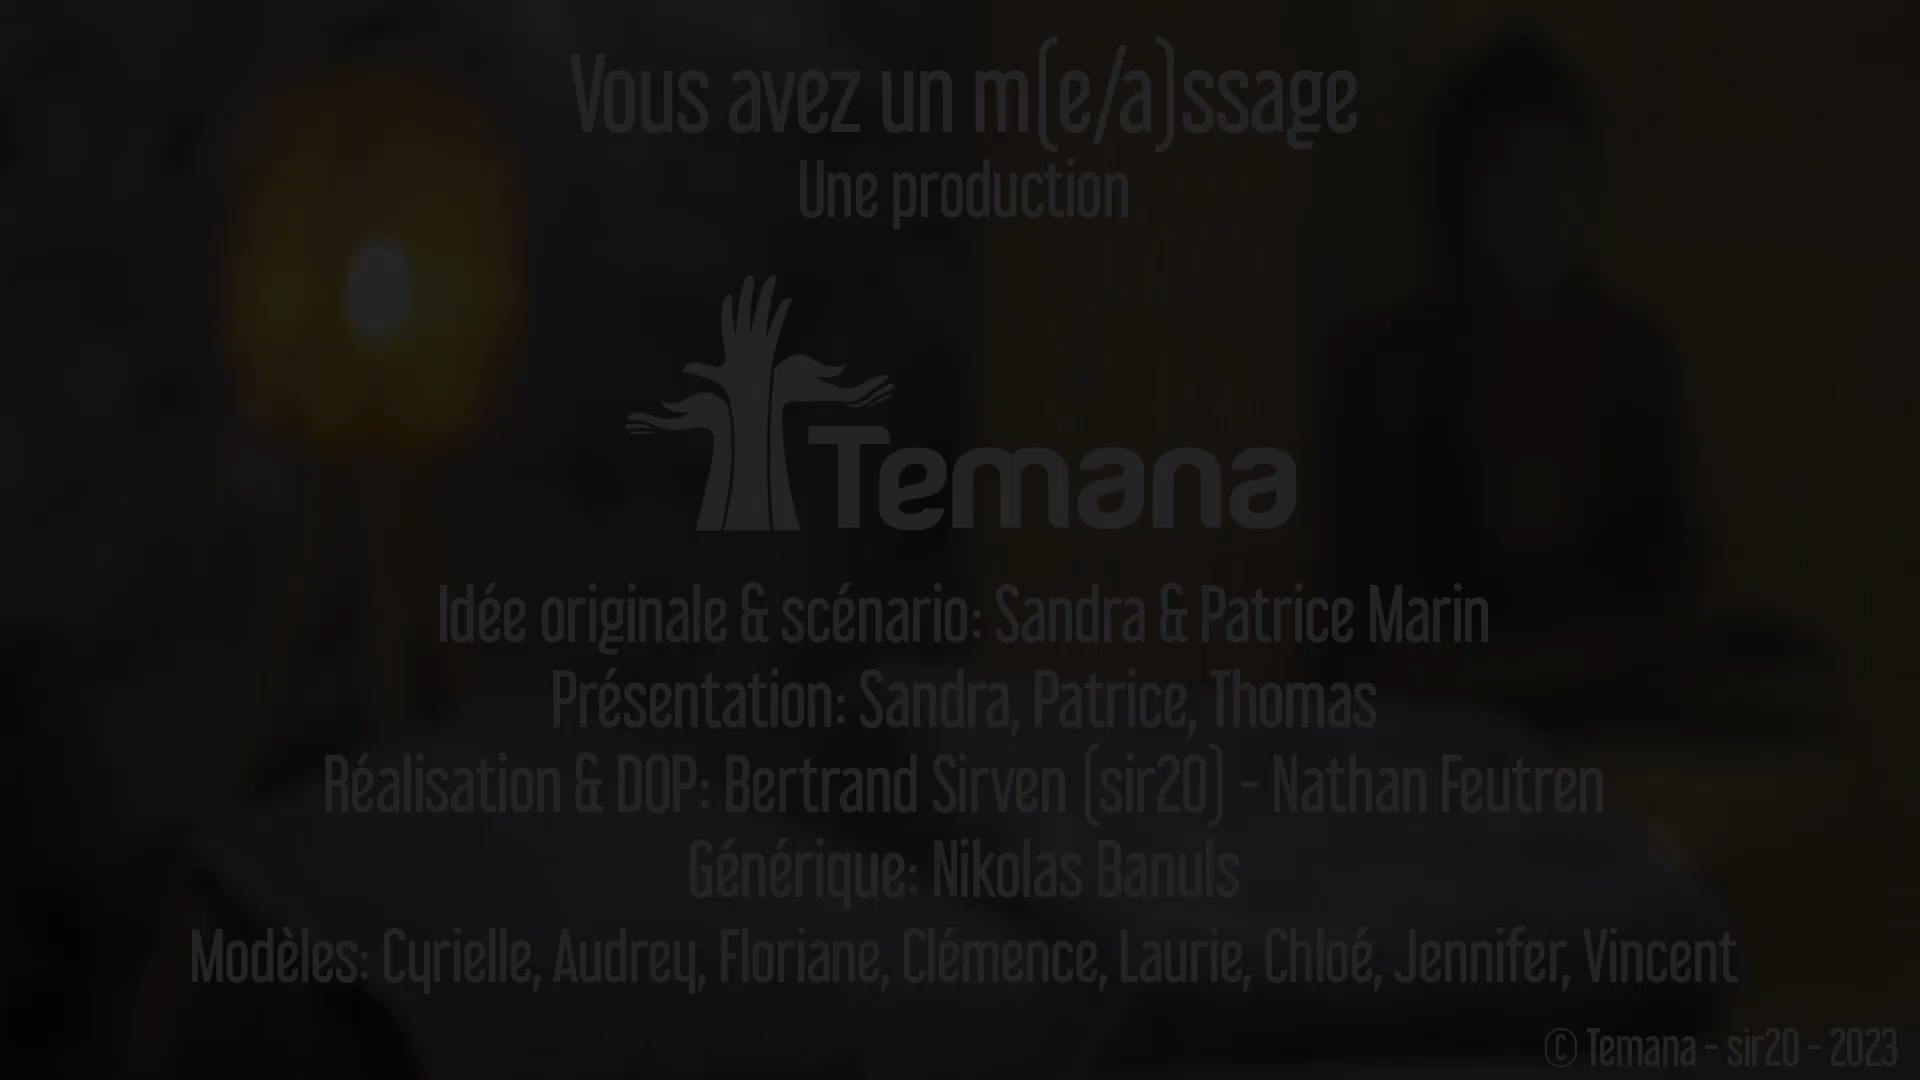 Vous avez un m(e/a)ssage
Une production
Temana
Idée originale & scénario: Sandra & Patrice Marin
Présentation: Sandra, Patrice, Thomas
Réalisation & DOP: Bertrand Sirven (sir20) - Nathan Feutren
Générique: Nikolas Banuls
Modèles: Cyrielle, Audrey, Floriane, Clémence, Laurie, Chloé, Jennifer, Vincent
© Temana - sir20 - 2023